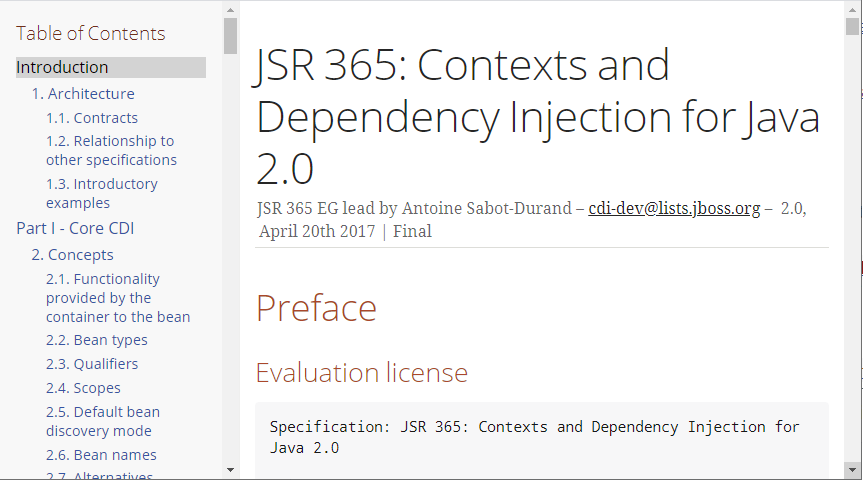 Table of Contents
Introduction
1. Architecture
1.1. Contracts
1.2. Relationship to
other specifications
1.3. Introductory
examples
Part I - Core CDI
2. Concepts
2.1. Functionality
provided by the
container to the bean
2.2. Bean types
2.3. Qualifiers
2.4. Scopes
2.5. Default bean
discovery mode
2.6. Bean names
2.7. Alternatives
JSR 365: Contexts and
Dependency Injection for Java
2.0
JSR 365 EG lead by Antoine Sabot-Durand – cdi-dev@lists.jboss.org – 2.0,
April 20th 2017 | Final
Preface
Evaluation license
Specification: JSR 365: Contexts and Dependency Injection for
Java 2.0